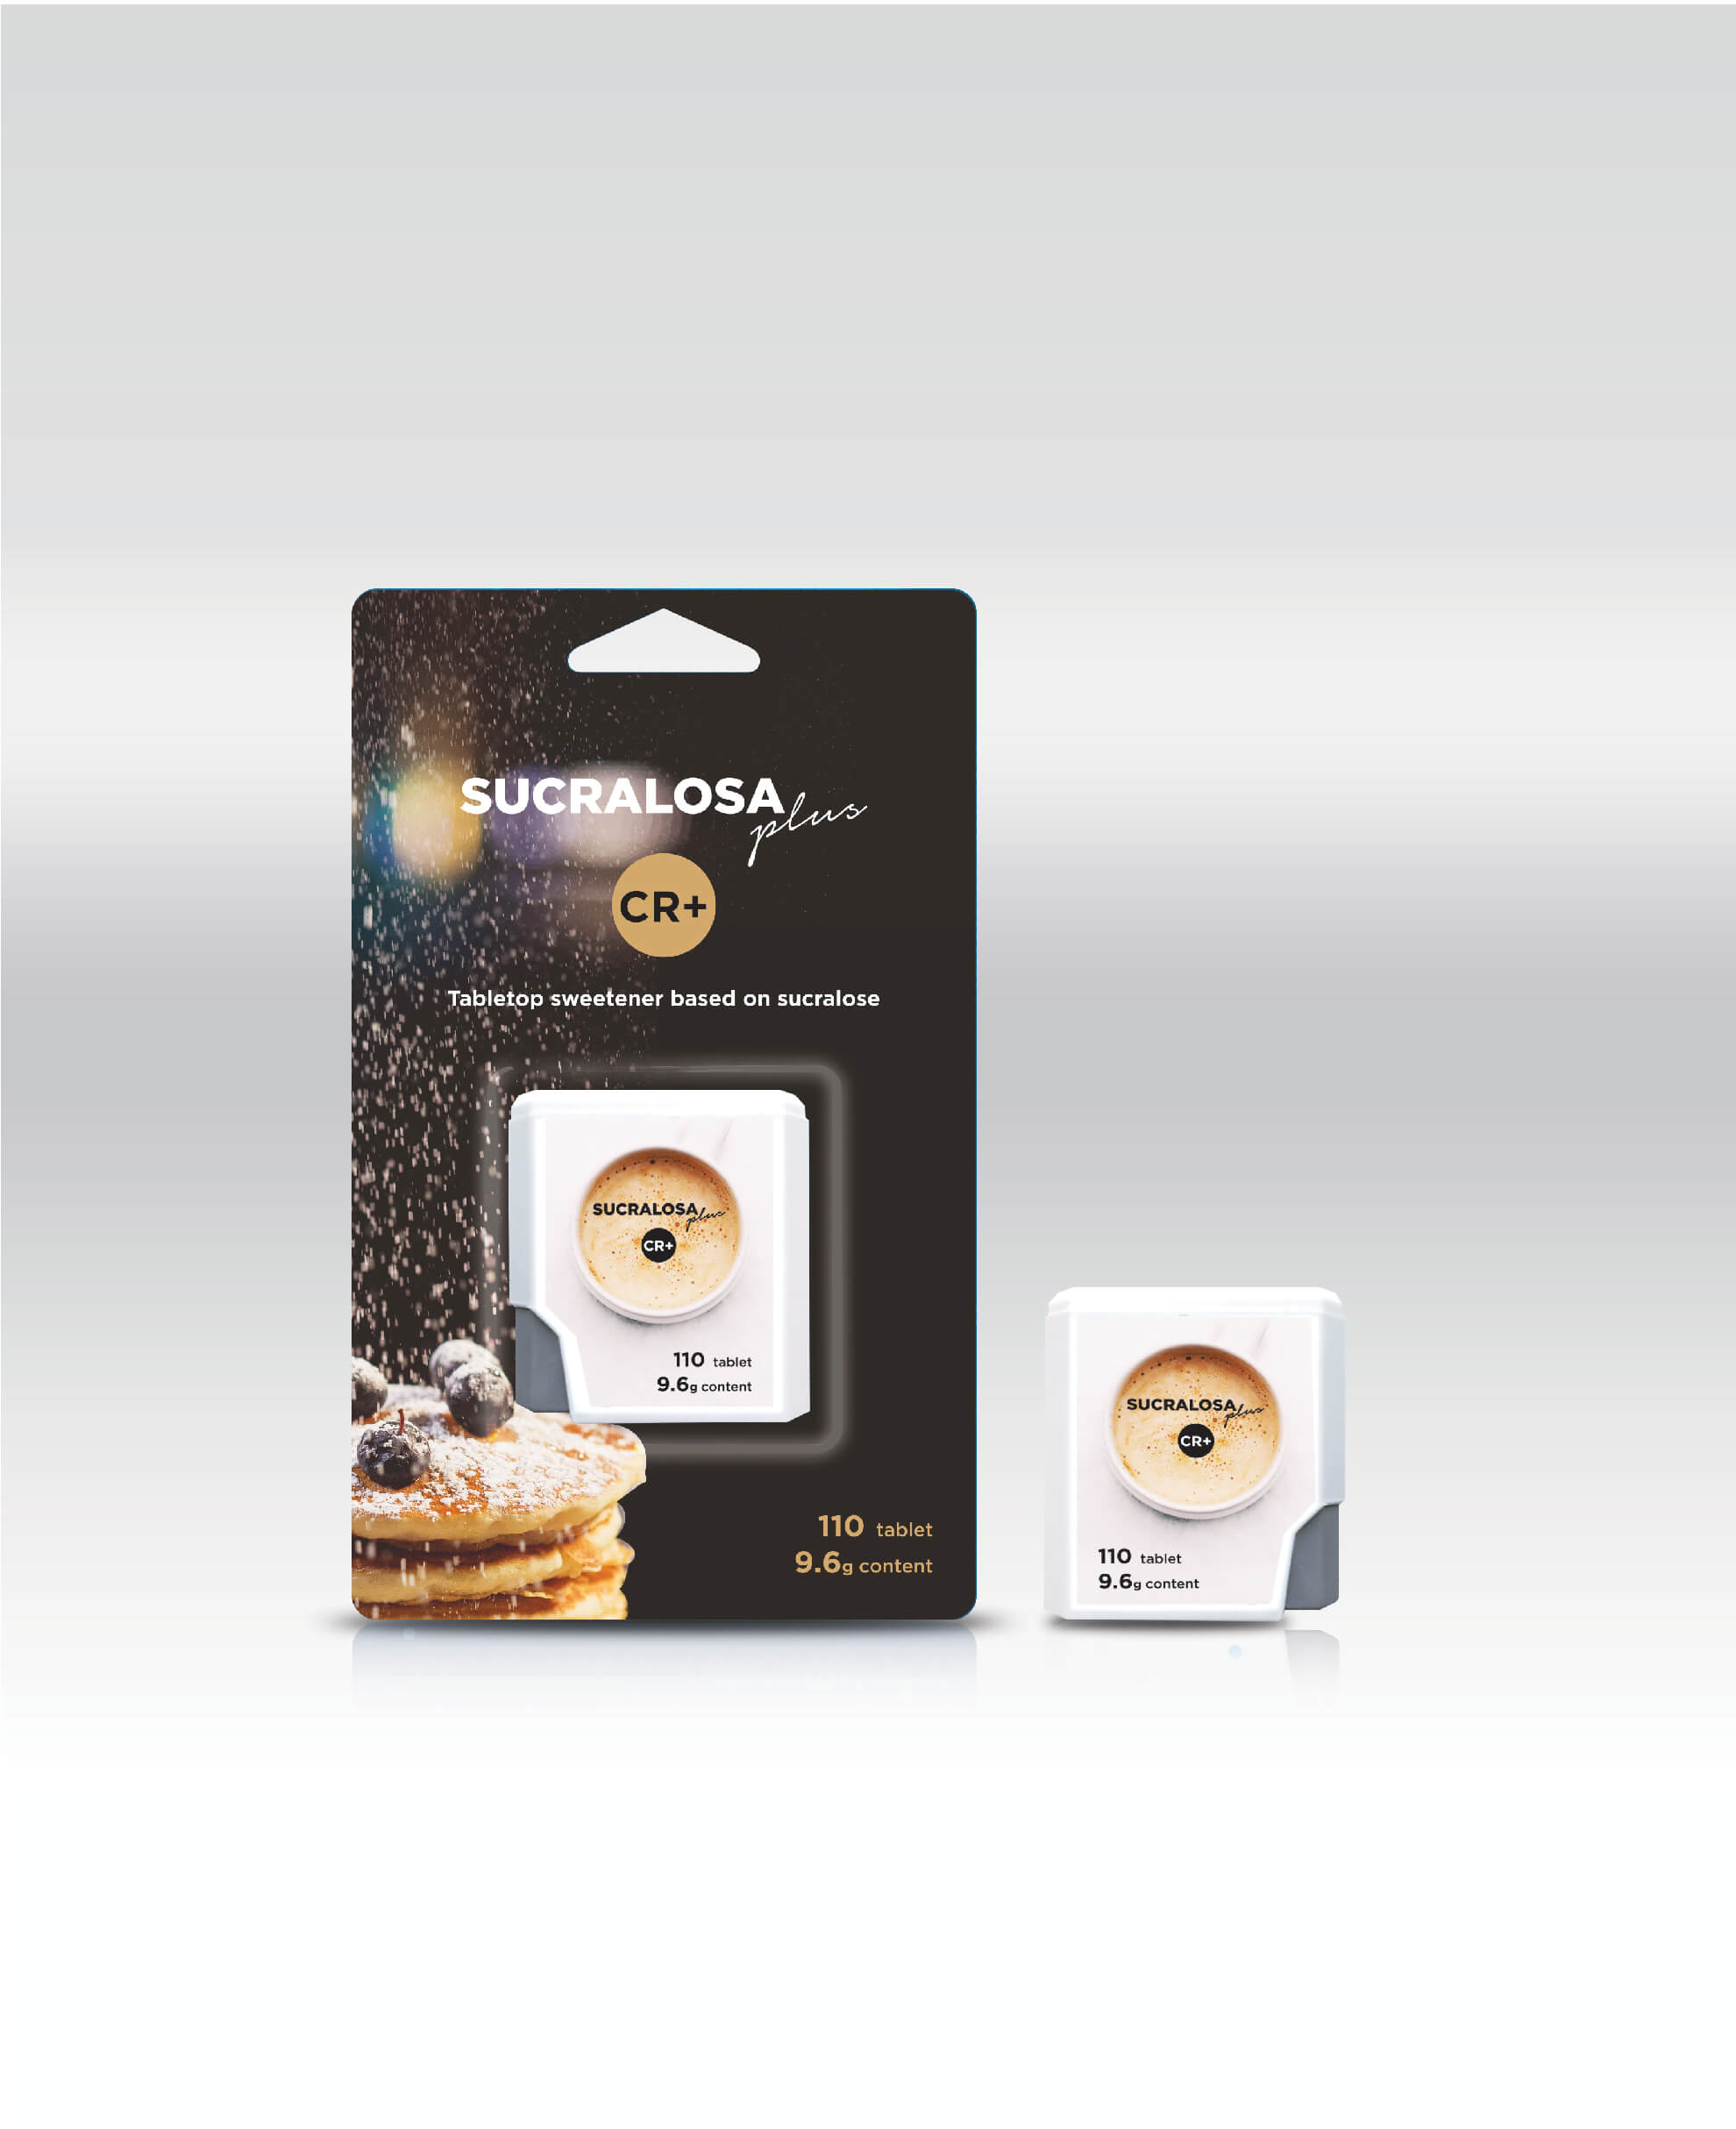 SUCRALOSA plus
CR+
Tabletop sweetener based on sucralose
SUCRALOSA plus
CR+
110 tablet
9.6g content
110 tablet
9.6g content
SUCRALOSA plus
CR+
110 tablet
9.6g content